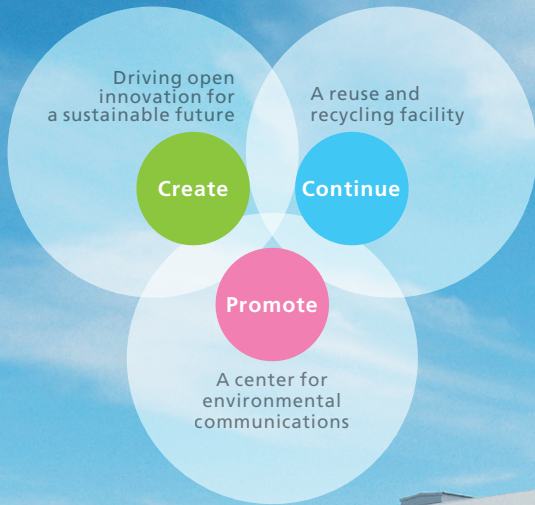 Driving open
innovation for
a sustainable future
Create
A reuse and
recycling facility
Continue
Promote
A center for
environmental
communications